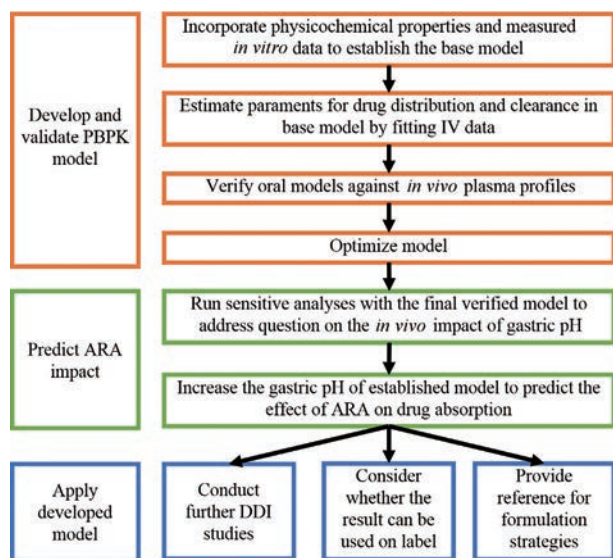 Develop and
validate PBPK
model
Incorporate physicochemical properties and measured
in vitro data to establish the base model
Estimate paraments for drug distribution and clearance in
base model by fitting IV data
Verify oral models against in vivo plasma profiles
Optimize model
Predict ARA
impact
Run sensitive analyses with the final verified model to
address question on the in vivo impact of gastric pH
Increase the gastric pH of established model to predict the
effect of ARA on drug absorption
Apply
developed
model
Conduct
further DDI
studies
Consider
whether the
result can be
used on label
Provide
reference for
formulation
strategies